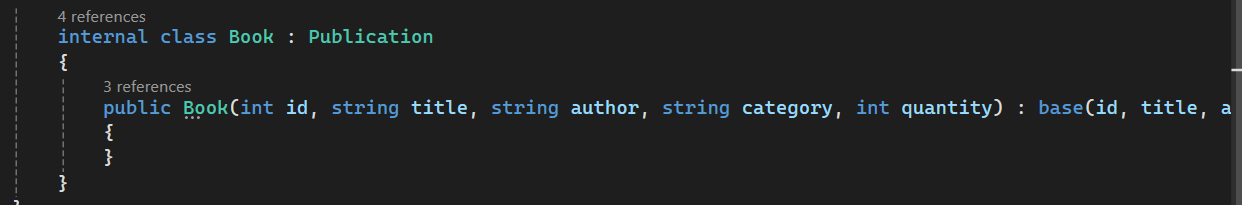 4 references
internal class Book : Publication
{
3 references
public Book(int id, string title, string author, string category, int quantity) : base(id, title, a
{
}
}